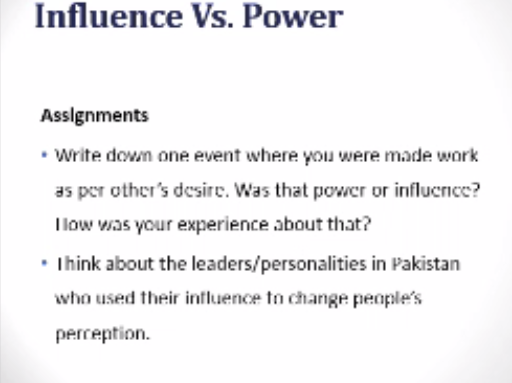 Influence Vs. Power
Assignments
• Write down one event where you were made work
as per other's desire. Was that power or influence?
How was your experience about that?
• Think about the leaders/personalities in Pakistan
who used their influence to change people's
perception.